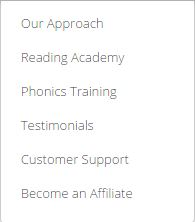 Our Approach
Reading Academy
Phonics Training
Testimonials
Customer Support
Become an Affiliate